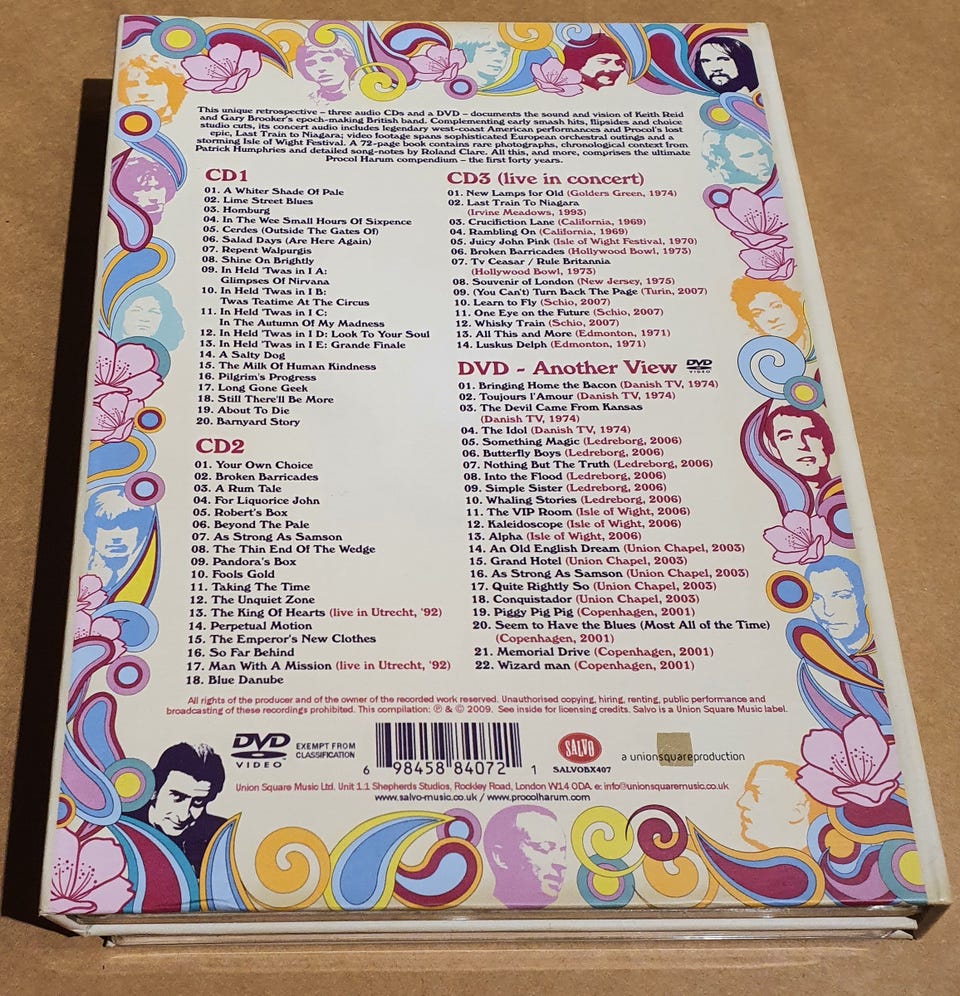 This unique retrospective – three audio CDs and a DVD – documents the sound and vision of Keith Reid
and Gary Brooker's epoch-making British band. Complementing early smash hits, flipsides and choice
studio cuts, its concert audio includes legendary west-coast American performances and Procol's lost
epic, Last Train to Niagara; video footage spans sophisticated European orchestral outings and a
storming Isle of Wight Festival. A 72-page book contains rare photographs, chronological context from
Patrick Humphries and detailed song-notes by Roland Clare. All this, and more, comprises the ultimate
Procol Harum compendium – the first forty years.
CD1
01. A Whiter Shade Of Pale
02. Lime Street Blues
03. Homburg
04. In The Wee Small Hours Of Sixpence
05. Cerdes (Outside The Gates Of)
06. Salad Days (Are Here Again)
07. Repent Walpurgis
08. Shine On Brightly
09. In Held 'Twas in I A:
Glimpses Of Nirvana
10. In Held 'Twas in I B:
Twas Teatime At The Circus
11. In Held 'Twas in I C:
In The Autumn Of My Madness
12. In Held 'Twas in I D: Look To Your Soul
13. In Held 'Twas in I E: Grande Finale
14. A Salty Dog
15. The Milk Of Human Kindness
16. Pilgrim's Progress
17. Long Gone Geek
18. Still There'll Be More
19. About To Die
20. Barnyard Story
CD2
01. Your Own Choice
02. Broken Barricades
03. A Rum Tale
04. For Liquorice John
05. Robert's Box
06. Beyond The Pale
07. As Strong As Samson
08. The Thin End Of The Wedge
09. Pandora's Box
10. Fools Gold
11. Taking The Time
12. The Unquiet Zone
13. The King Of Hearts (live in Utrecht, '92)
14. Perpetual Motion
15. The Emperor's New Clothes
16. So Far Behind
17. Man With A Mission (live in Utrecht, '92)
18. Blue Danube
CD3 (live in concert)
01. New Lamps for Old (Golders Green, 1974)
02. Last Train To Niagara
(Irvine Meadows, 1993)
03. Crucifiction Lane (California, 1969)
04. Rambling On (California, 1969)
05. Juicy John Pink (Isle of Wight Festival, 1970)
06. Broken Barricades (Hollywood Bowl, 1973)
07. Tv Ceasar / Rule Britannia
(Hollywood Bowl, 1973)
08. Souvenir of London (New Jersey, 1975)
09. (You Can't) Turn Back The Page (Turin, 2007)
10. Learn to Fly (Schio, 2007)
11. One Eye on the Future (Schio, 2007)
12. Whisky Train (Schio, 2007)
13. All This and More (Edmonton, 1971)
14. Luskus Delph (Edmonton, 1971)
DVD - Another View DVD VIDEO
01. Bringing Home the Bacon (Danish TV, 1974)
02. Toujours l'Amour (Danish TV, 1974)
03. The Devil Came From Kansas
(Danish TV, 1974)
04. The Idol (Danish TV, 1974)
05. Something Magic (Ledreborg, 2006)
06. Butterfly Boys (Ledreborg, 2006)
07. Nothing But The Truth (Ledreborg, 2006)
08. Into the Flood (Ledreborg, 2006)
09. Simple Sister (Ledreborg, 2006)
10. Whaling Stories (Ledreborg, 2006)
11. The VIP Room (Isle of Wight, 2006)
12. Kaleidoscope (Isle of Wight, 2006)
13. Alpha (Isle of Wight, 2006)
14. An Old English Dream (Union Chapel, 2003)
15. Grand Hotel (Union Chapel, 2003)
16. As Strong As Samson (Union Chapel, 2003)
17. Quite Rightly So (Union Chapel, 2003)
18. Conquistador (Union Chapel, 2003)
19. Piggy Pig Pig (Copenhagen, 2001)
20. Seem to Have the Blues (Most All of the Time)
(Copenhagen, 2001)
21. Memorial Drive (Copenhagen, 2001)
22. Wizard man (Copenhagen, 2001)
All rights of the producer and of the owner of the recorded work reserved. Unauthorised copying, hiring, renting, public performance and
broadcasting of these recordings prohibited. This compilation: ℗ & © 2009. See inside for licensing credits. Salvo is a Union Square Music label.
DVD VIDEO
EXEMPT FROM
CLASSIFICATION
6 98458 84072 1
SALVO
SALVOBX407
a unionsquareproduction
Union Square Music Ltd. Unit 1.1 Shepherds Studios, Rockley Road, London W14 0DA e: info@unionsquaremusic.co.uk
www.salvo-music.co.uk / www.procolharum.com